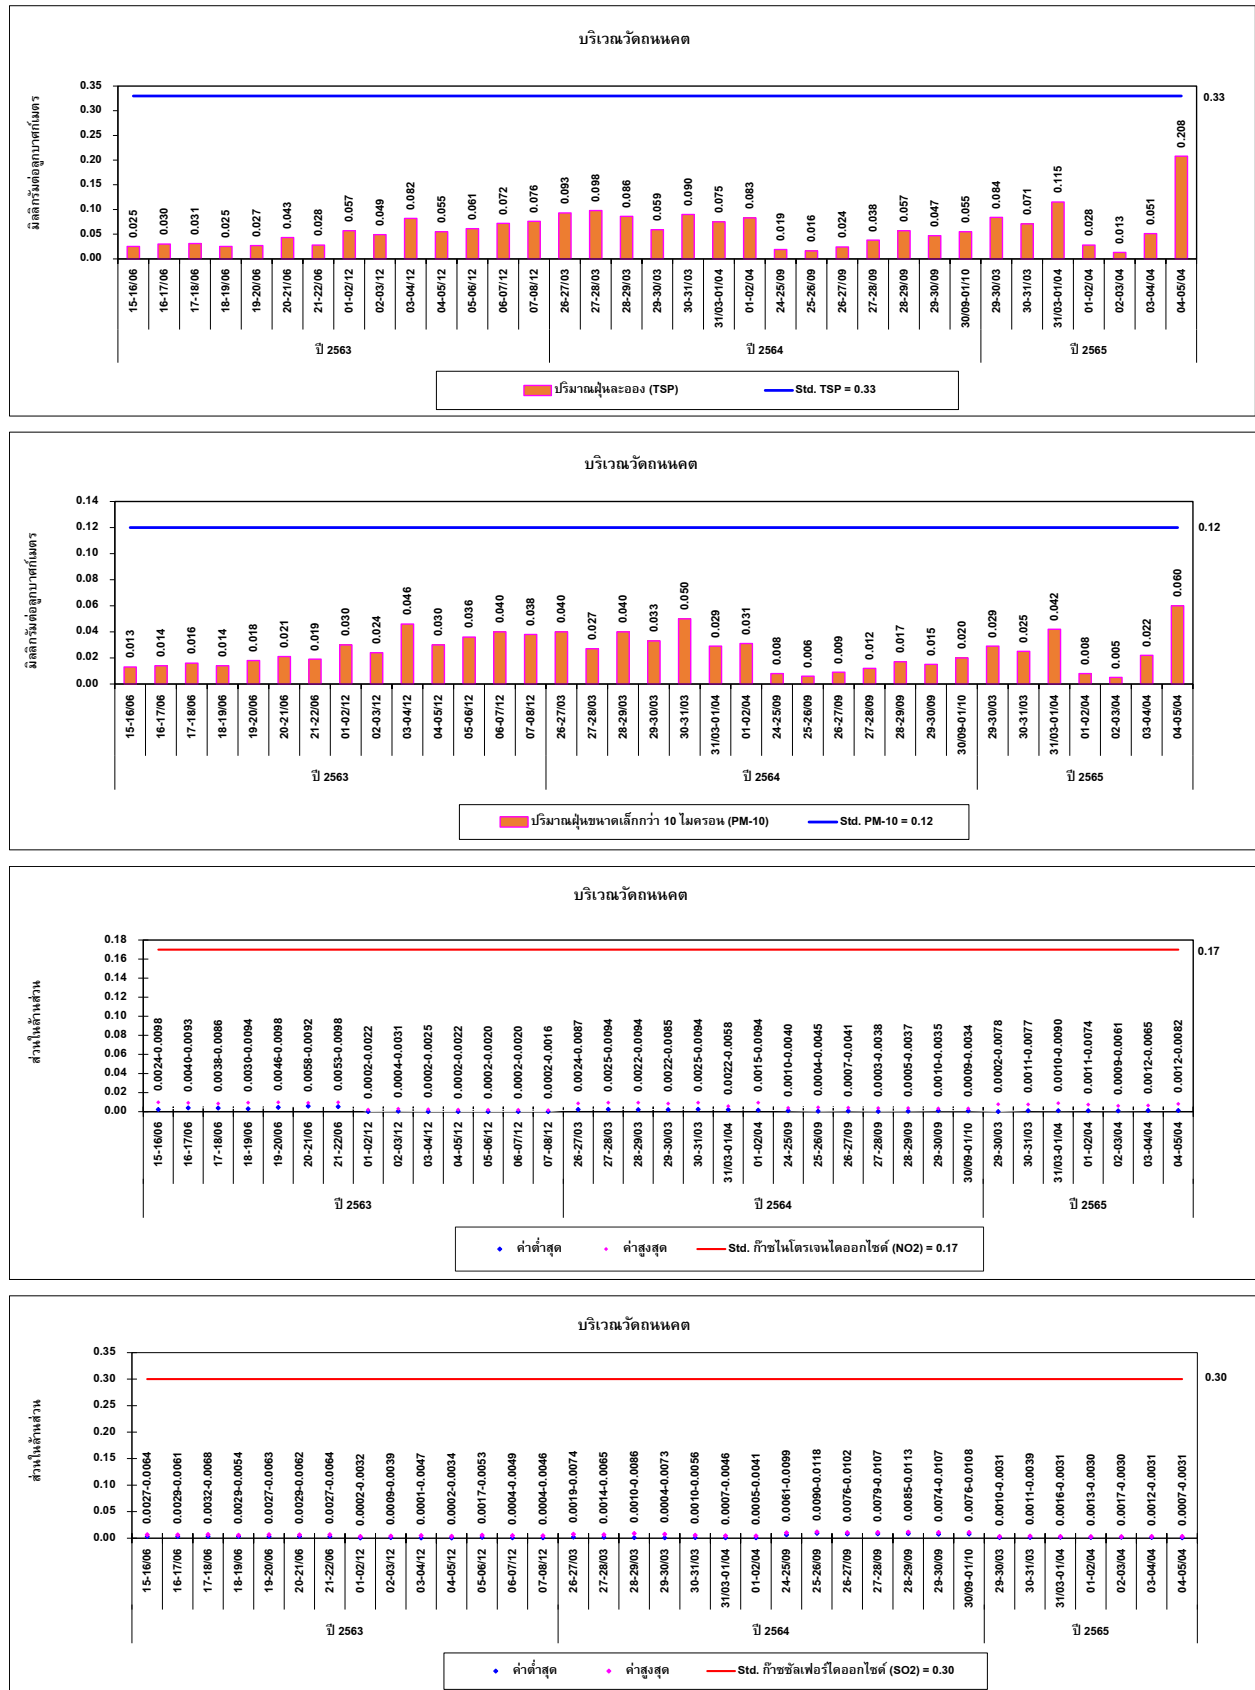 บริเวณวัดถนนคต
มิลลิกรัมต่อลูกบาศก์เมตร
0.35
0.30
0.25
0.20
0.15
0.10
0.05
0.00
0.33
0.025 0.030 0.031 0.025 0.027 0.043 0.028 0.057 0.049 0.082 0.055 0.061 0.072 0.076 0.093 0.098 0.086 0.059 0.090 0.075 0.083 0.019 0.016 0.024 0.038 0.057 0.047 0.055 0.084 0.071 0.115 0.028 0.013 0.051 0.208
15-16/06 16-17/06 17-18/06 18-19/06 19-20/06 20-21/06 21-22/06 01-02/12 02-03/12 03-04/12 04-05/12 05-06/12 06-07/12 07-08/12 26-27/03 27-28/03 28-29/03 29-30/03 30-31/03 31/03-01/04 01-02/04 24-25/09 25-26/09 26-27/09 27-28/09 28-29/09 29-30/09 30/09-01/10 29-30/03 30-31/03 31/03-01/04 01-02/04 02-03/04 03-04/04 04-05/04
ปี 2563 ปี 2564 ปี 2565
ปริมาณฝุ่นละออง (TSP) Std. TSP = 0.33
บริเวณวัดถนนคต
มิลลิกรัมต่อลูกบาศก์เมตร
0.14
0.12
0.10
0.08
0.06
0.04
0.02
0.00
0.12
0.013 0.014 0.016 0.014 0.018 0.021 0.019 0.030 0.024 0.046 0.030 0.036 0.040 0.038 0.040 0.027 0.040 0.033 0.050 0.029 0.031 0.008 0.006 0.009 0.012 0.017 0.015 0.020 0.029 0.025 0.042 0.008 0.005 0.022 0.060
15-16/06 16-17/06 17-18/06 18-19/06 19-20/06 20-21/06 21-22/06 01-02/12 02-03/12 03-04/12 04-05/12 05-06/12 06-07/12 07-08/12 26-27/03 27-28/03 28-29/03 29-30/03 30-31/03 31/03-01/04 01-02/04 24-25/09 25-26/09 26-27/09 27-28/09 28-29/09 29-30/09 30/09-01/10 29-30/03 30-31/03 31/03-01/04 01-02/04 02-03/04 03-04/04 04-05/04
ปี 2563 ปี 2564 ปี 2565
ปริมาณฝุ่นขนาดเล็กกว่า 10 ไมครอน (PM-10) Std. PM-10 = 0.12
บริเวณวัดถนนคต
ส่วนในล้านส่วน
0.18
0.16
0.14
0.12
0.10
0.08
0.06
0.04
0.02
0.00
0.17
0.0024-0.0098 0.0040-0.0093 0.0038-0.0086 0.0030-0.0094 0.0046-0.0098 0.0058-0.0092 0.0053-0.0098 0.0002-0.0022 0.0004-0.0031 0.0002-0.0025 0.0002-0.0022 0.0002-0.0020 0.0002-0.0020 0.0002-0.0016 0.0024-0.0087 0.0025-0.0094 0.0022-0.0094 0.0022-0.0085 0.0025-0.0094 0.0022-0.0058 0.0015-0.0094 0.0010-0.0040 0.0004-0.0045 0.0007-0.0041 0.0003-0.0038 0.0005-0.0037 0.0010-0.0035 0.0009-0.0034 0.0002-0.0078 0.0011-0.0077 0.0010-0.0090 0.0011-0.0074 0.0009-0.0061 0.0012-0.0065 0.0012-0.0082
15-16/06 16-17/06 17-18/06 18-19/06 19-20/06 20-21/06 21-22/06 01-02/12 02-03/12 03-04/12 04-05/12 05-06/12 06-07/12 07-08/12 26-27/03 27-28/03 28-29/03 29-30/03 30-31/03 31/03-01/04 01-02/04 24-25/09 25-26/09 26-27/09 27-28/09 28-29/09 29-30/09 30/09-01/10 29-30/03 30-31/03 31/03-01/04 01-02/04 02-03/04 03-04/04 04-05/04
ปี 2563 ปี 2564 ปี 2565
ค่าต่ำสุด ค่าสูงสุด Std. ก๊าซไนโตรเจนไดออกไซด์ (NO2) = 0.17
บริเวณวัดถนนคต
ส่วนในล้านส่วน
0.35
0.30
0.25
0.20
0.15
0.10
0.05
0.00
0.30
0.0027-0.0064 0.0029-0.0061 0.0032-0.0068 0.0029-0.0054 0.0027-0.0063 0.0029-0.0062 0.0027-0.0064 0.0002-0.0032 0.0009-0.0039 0.0001-0.0047 0.0002-0.0034 0.0017-0.0053 0.0004-0.0049 0.0004-0.0046 0.0019-0.0074 0.0014-0.0065 0.0010-0.0086 0.0004-0.0073 0.0010-0.0056 0.0007-0.0046 0.0005-0.0041 0.0061-0.0099 0.0090-0.0118 0.0076-0.0102 0.0079-0.0107 0.0085-0.0113 0.0074-0.0107 0.0076-0.0108 0.0010-0.0031 0.0011-0.0039 0.0016-0.0031 0.0013-0.0030 0.0017-0.0030 0.0012-0.0031 0.0007-0.0031
15-16/06 16-17/06 17-18/06 18-19/06 19-20/06 20-21/06 21-22/06 01-02/12 02-03/12 03-04/12 04-05/12 05-06/12 06-07/12 07-08/12 26-27/03 27-28/03 28-29/03 29-30/03 30-31/03 31/03-01/04 01-02/04 24-25/09 25-26/09 26-27/09 27-28/09 28-29/09 29-30/09 30/09-01/10 29-30/03 30-31/03 31/03-01/04 01-02/04 02-03/04 03-04/04 04-05/04
ปี 2563 ปี 2564 ปี 2565
ค่าต่ำสุด ค่าสูงสุด Std. ก๊าซซัลเฟอร์ไดออกไซด์ (SO2) = 0.30